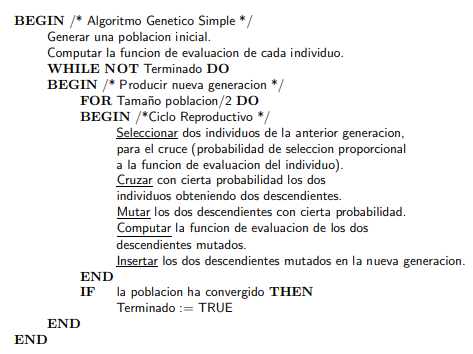 BEGIN /* Algoritmo Genetico Simple */
Generar una poblacion inicial.
Computar la funcion de evaluacion de cada individuo.
WHILE NOT Terminado DO
BEGIN /* Producir nueva generacion */
FOR Tamaño poblacion/2 DO
BEGIN /*Ciclo Reproductivo */
Seleccionar dos individuos de la anterior generacion,
para el cruce (probabilidad de seleccion proporcional
a la funcion de evaluacion del individuo).
Cruzar con cierta probabilidad los dos
individuos obteniendo dos descendientes.
Mutar los dos descendientes con cierta probabilidad.
Computar la funcion de evaluacion de los dos
descendientes mutados.
Insertar los dos descendientes mutados en la nueva generacion.
END
IF la poblacion ha convergido THEN
Terminado := TRUE
END
END